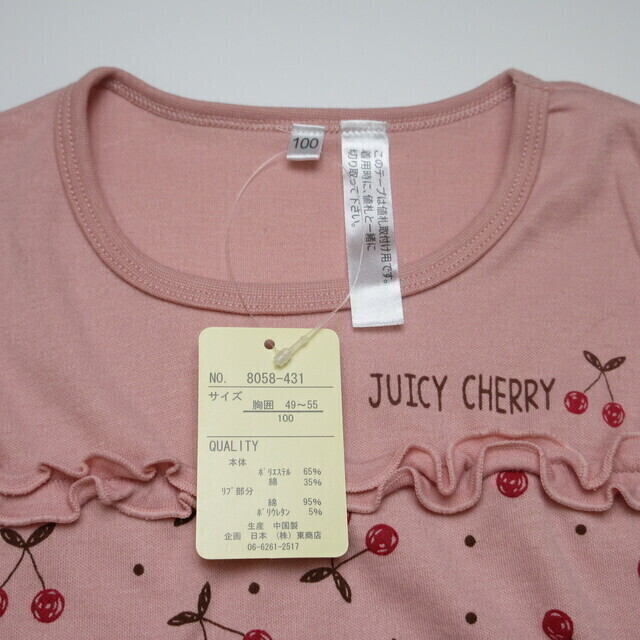 100
このテープは値札取付け用です。
着用時に、値札と一緒に
切り取って下さい。
JUICY CHERRY
NO. 8058-431
サイズ 胸囲 49～55
100
QUALITY
本体
ポリエステル 65%
綿 35%
リブ部分
綿 95%
ポリウレタン 5%
生産 中国製
企画 日本 (株) 東商店
06-6261-2517